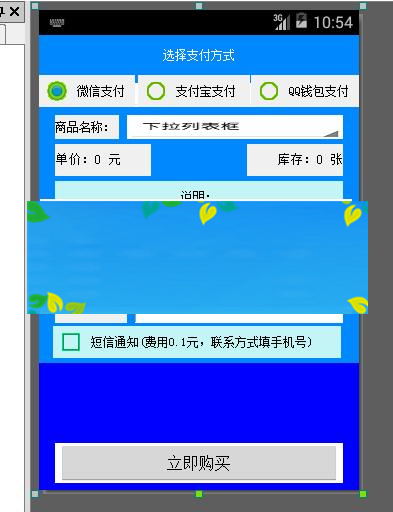 3G 10:54
选择支付方式
微信支付 支付宝支付 QQ钱包支付
商品名称: 下拉列表框
单价: 0 元 库存: 0 张
说明:
短信通知(费用0.1元, 联系方式填手机号)
立即购买